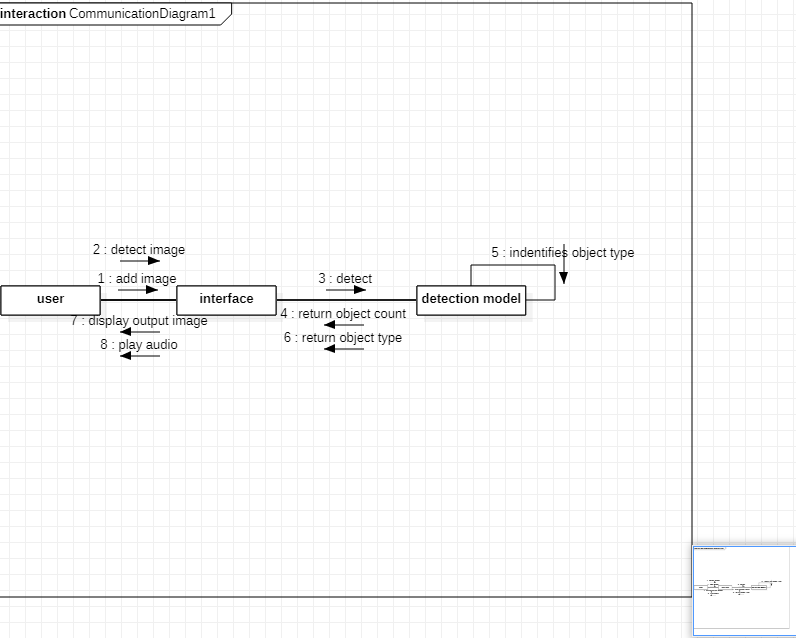 interaction CommunicationDiagram1
2 : detect image
5 : indentifies object type
1 : add image
3 : detect
user
interface
detection model
7 : display output image
4 : return object count
8 : play audio
6 : return object type